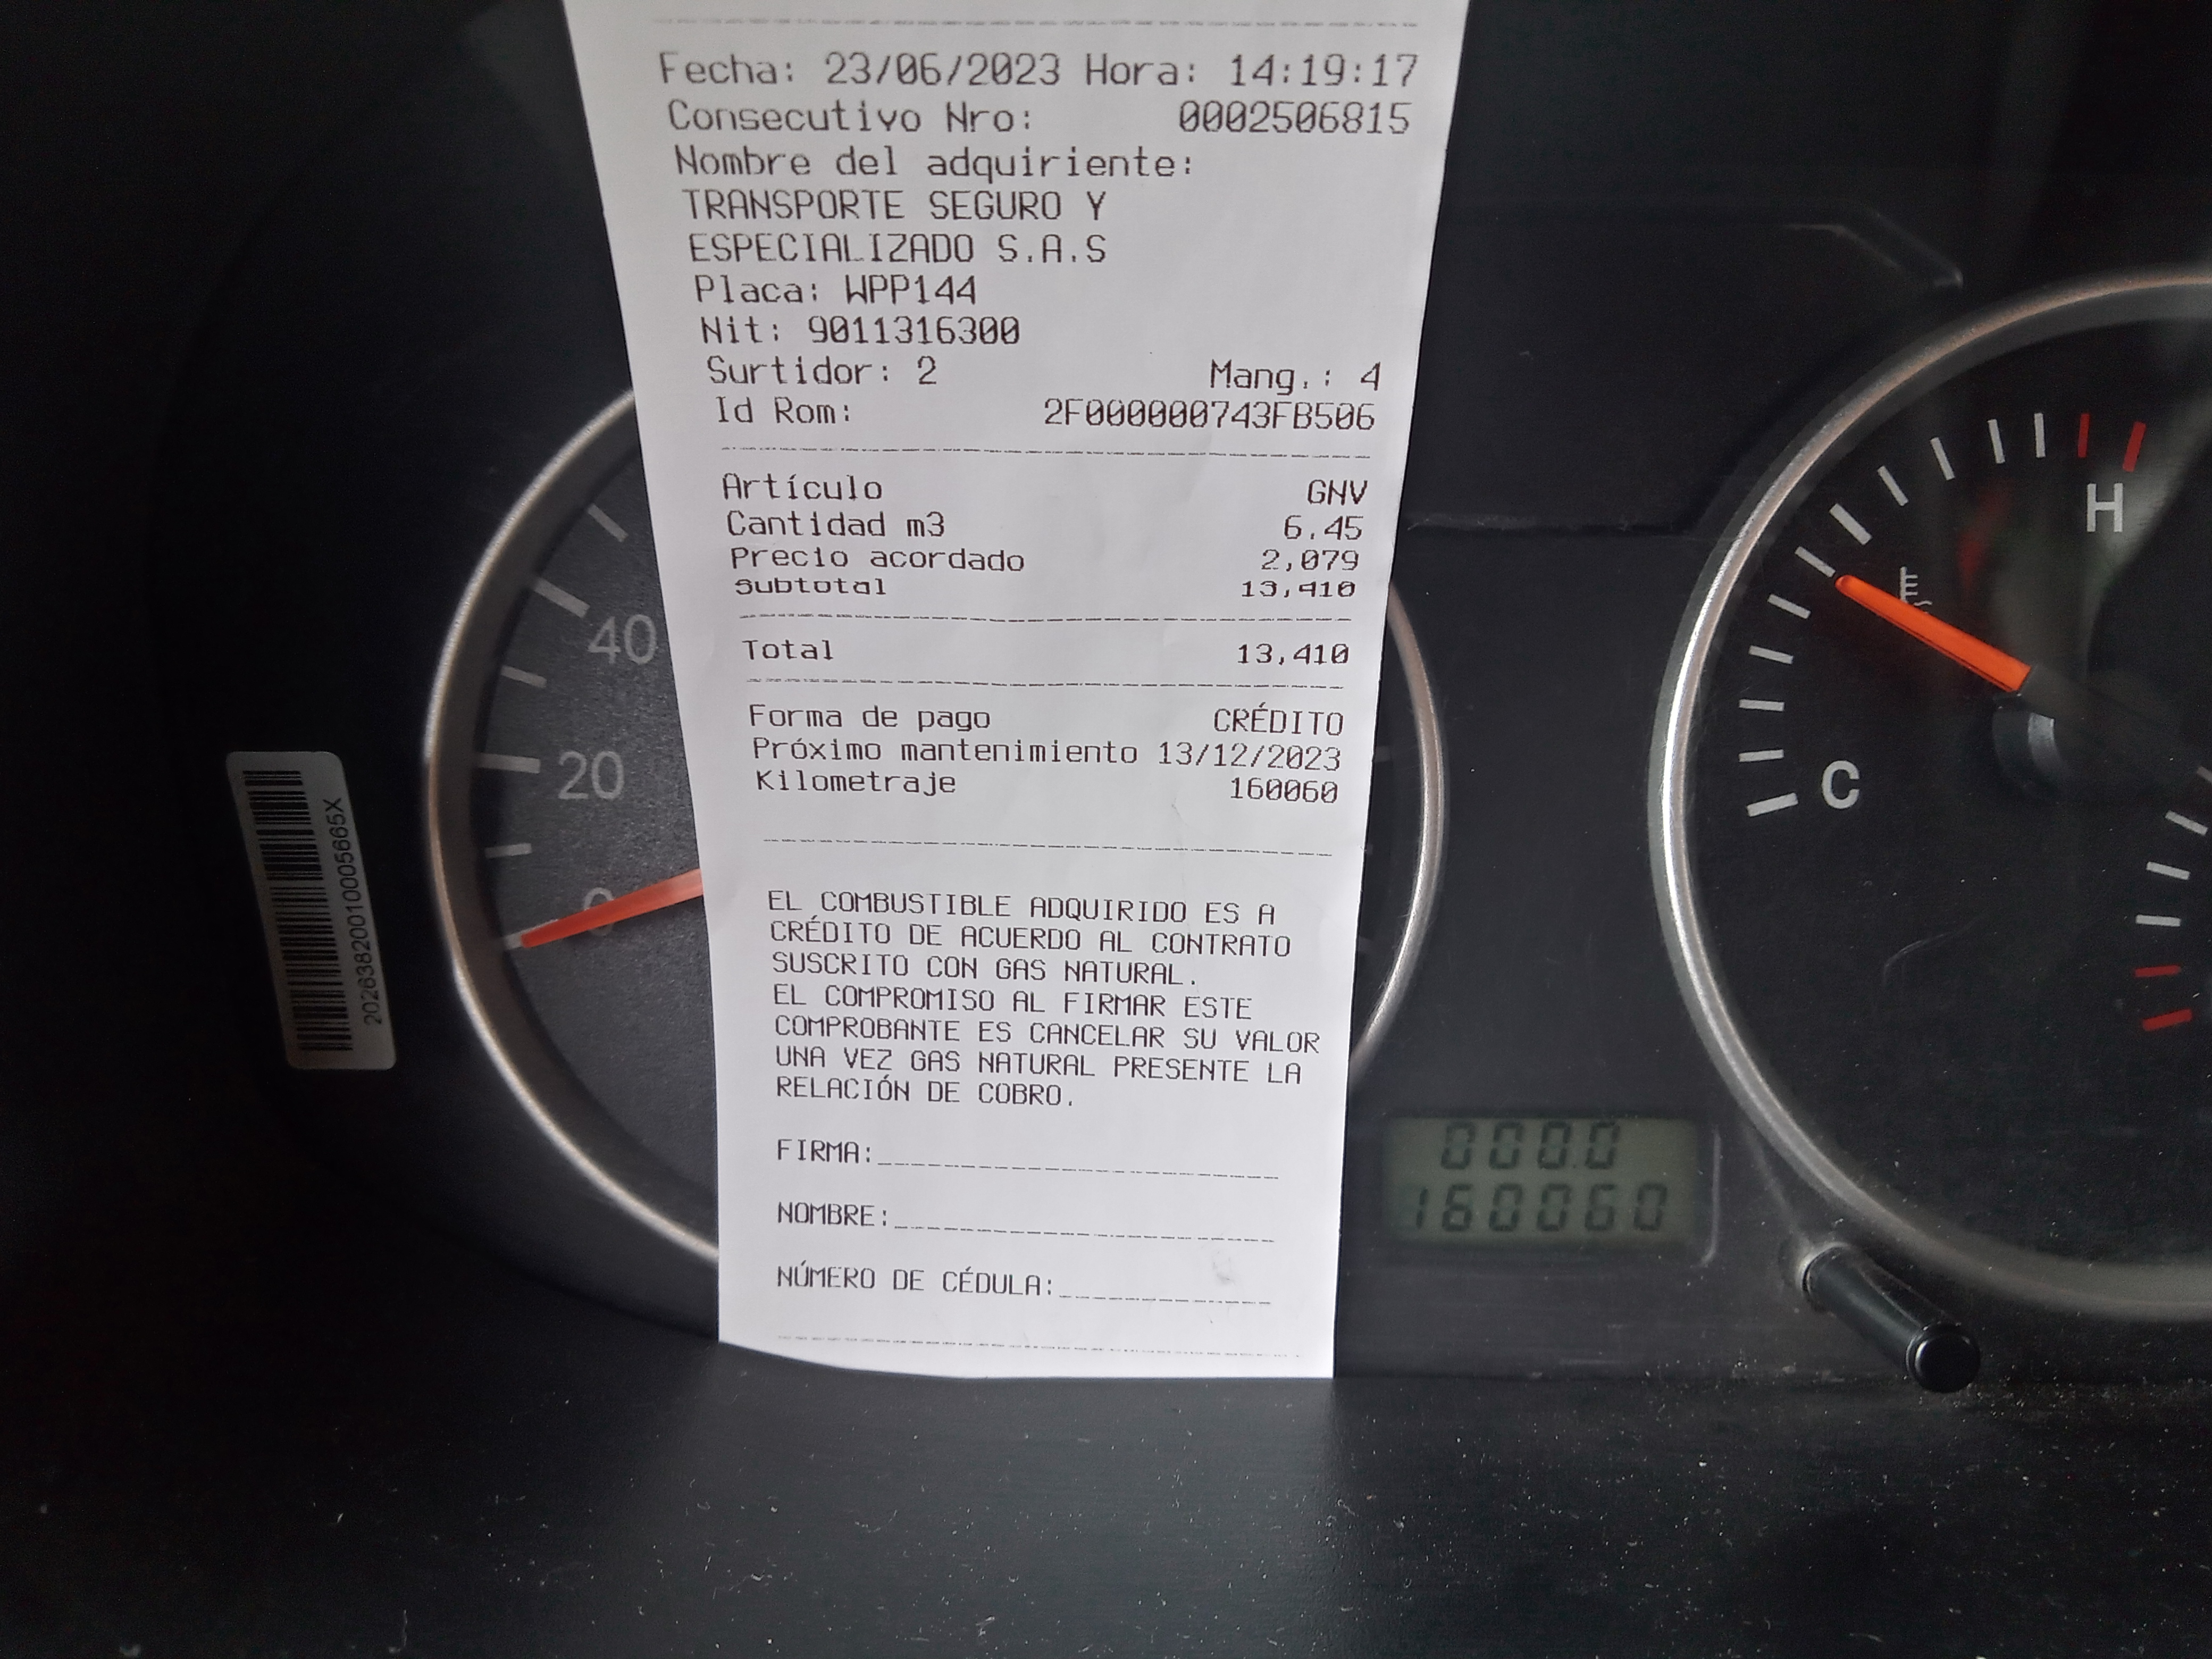 Fecha: 23/06/2023 Hora: 14:19:17
Consecutivo Nro: 0002506815
Nombre del adquiriente:
TRANSPORTE SEGURO Y
ESPECIALIZADO S.A.S
Placa: WPP144
Nit: 9011316300
Surtidor: 2 Mang.: 4
Id Rom: 2F000000743FB506
Artículo GNV
Cantidad m3 6.45
Precio acordado 2,079
Subtotal 13,410
Total 13,410
Forma de pago CRÉDITO
Próximo mantenimiento 13/12/2023
Kilometraje 160060
EL COMBUSTIBLE ADQUIRIDO ES A
CRÉDITO DE ACUERDO AL CONTRATO
SUSCRITO CON GAS NATURAL.
EL COMPROMISO AL FIRMAR ESTE
COMPROBANTE ES CANCELAR SU VALOR
UNA VEZ GAS NATURAL PRESENTE LA
RELACIÓN DE COBRO.
FIRMA:
NOMBRE:
NÚMERO DE CÉDULA:
40
20
0
20263820010005665X
H
C
000.0
160060